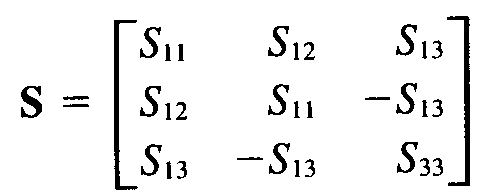 S₁₁ S₁₂ S₁₃
S = S₁₂ S₁₁ −S₁₃
S₁₃ −S₁₃ S₃₃